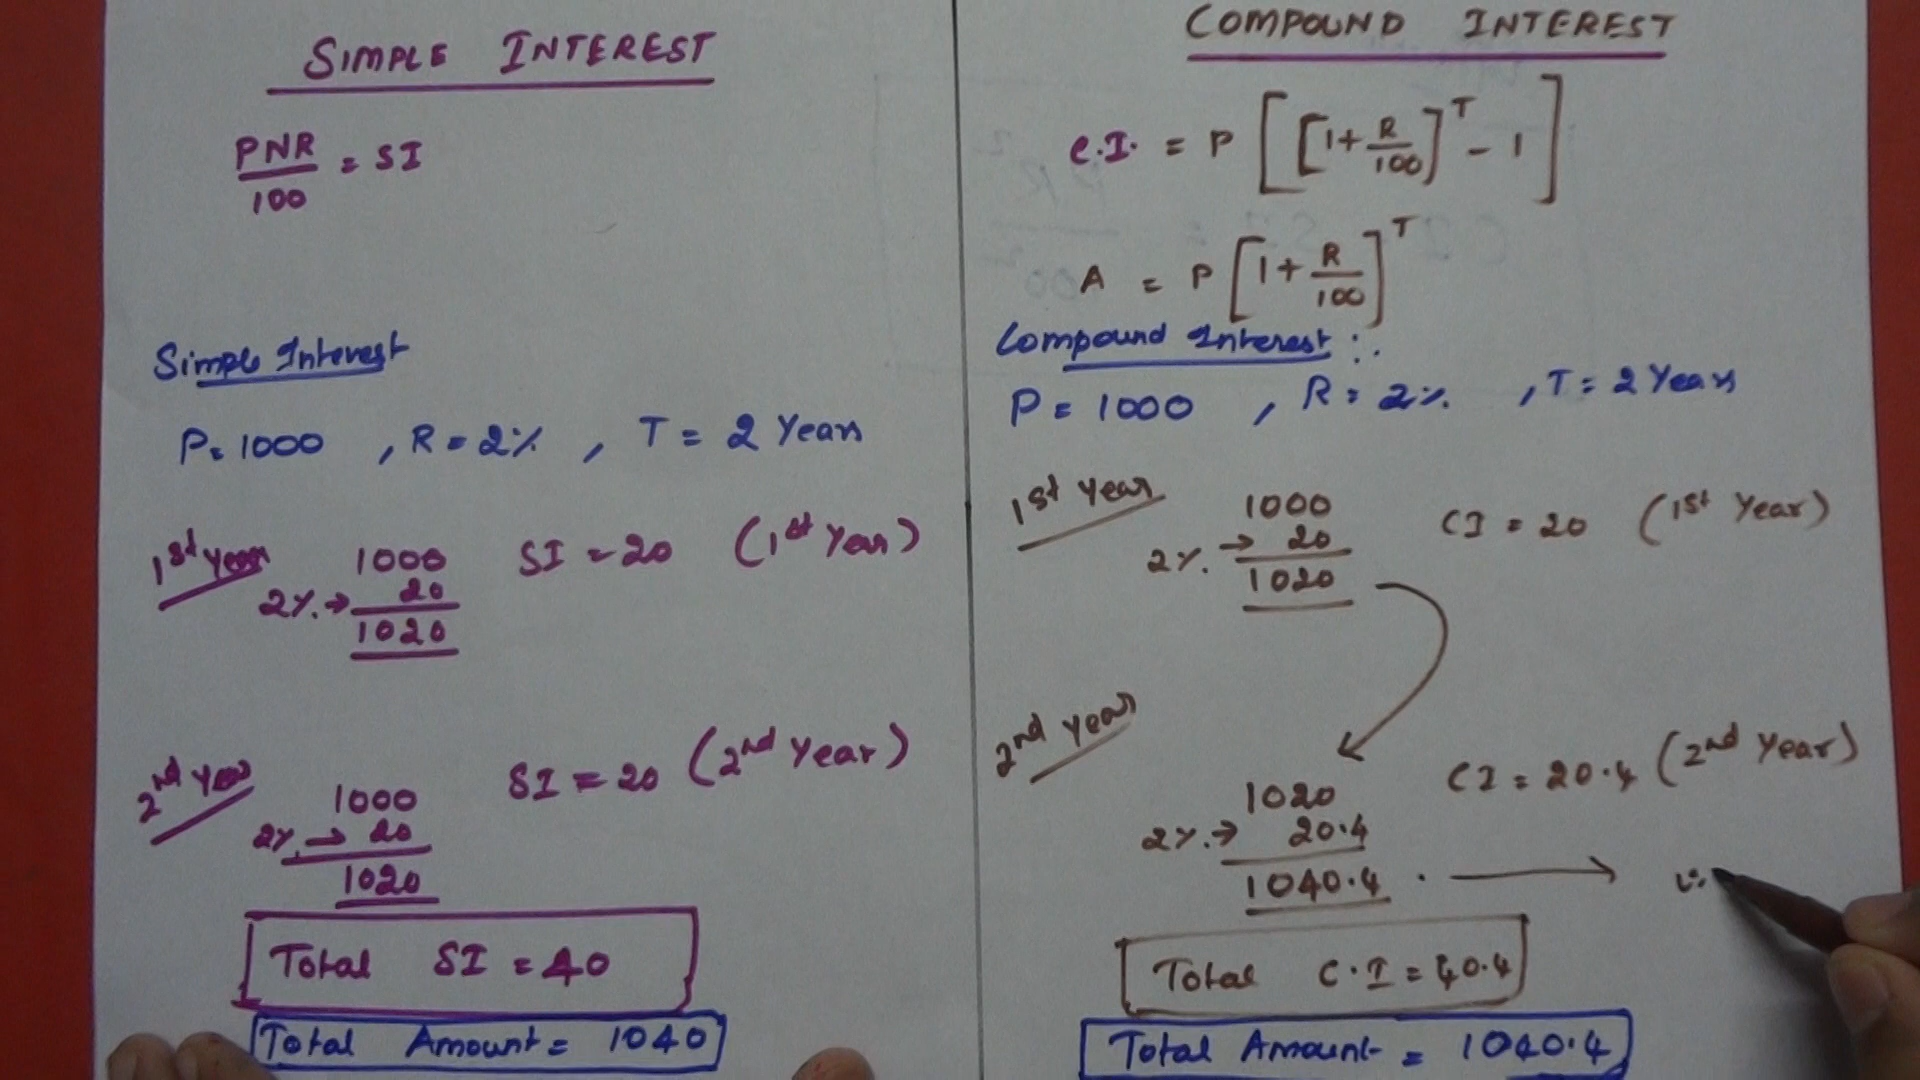 SIMPLE INTEREST
PNR
100
= SI
Simple Interest
P = 1000 , R = 2% , T = 2 Years
1st year
1000
2% → 20
1020
SI = 20 (1st Year)
2nd year
1000
2% → 20
1020
SI = 20 (2nd Year)
Total SI = 40
Total Amount = 1040
COMPOUND INTEREST
C.I. = P [[1 + R/100]^T - 1]
A = P [1 + R/100]^T
Compound Interest :.
P = 1000 , R = 2% , T = 2 Years
1st year
1000
2% → 20
1020
CI = 20 (1st Year)
2nd year
1020
2% → 20.4
1040.4 . →
CI = 20.4 (2nd Year)
Total C.I = 40.4
Total Amount = 1040.4